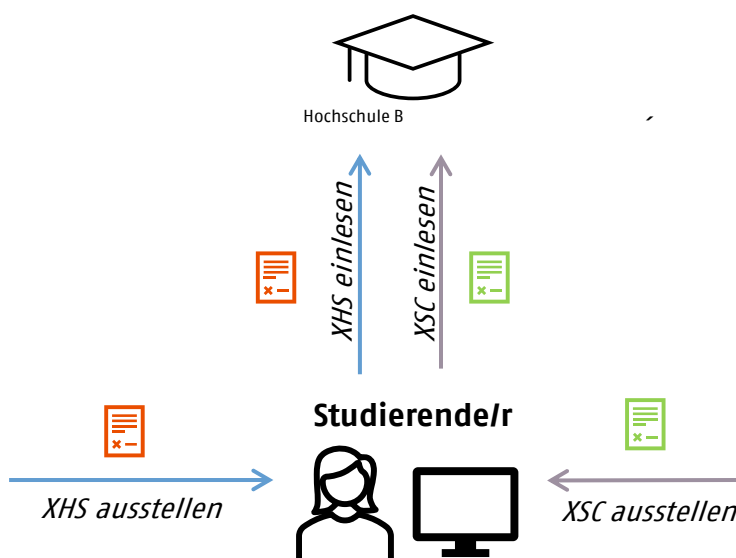 Hochschule B
XHS einlesen
XSC einlesen
Studierende/r
XHS ausstellen
XSC ausstellen